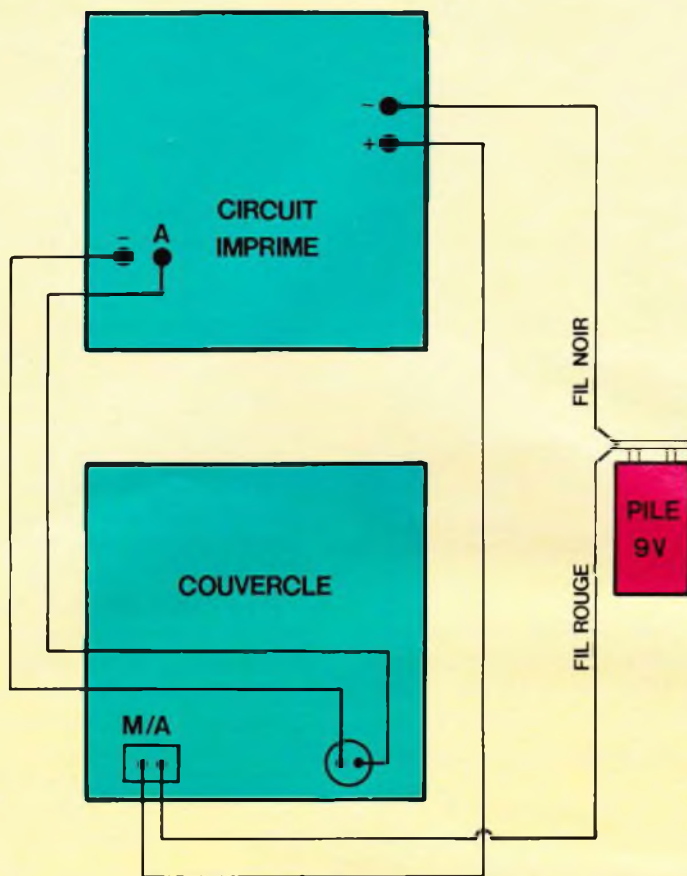 -
+
- A
CIRCUIT
IMPRIME
FIL NOIR
PILE
9V
COUVERCLE
FIL ROUGE
M/A